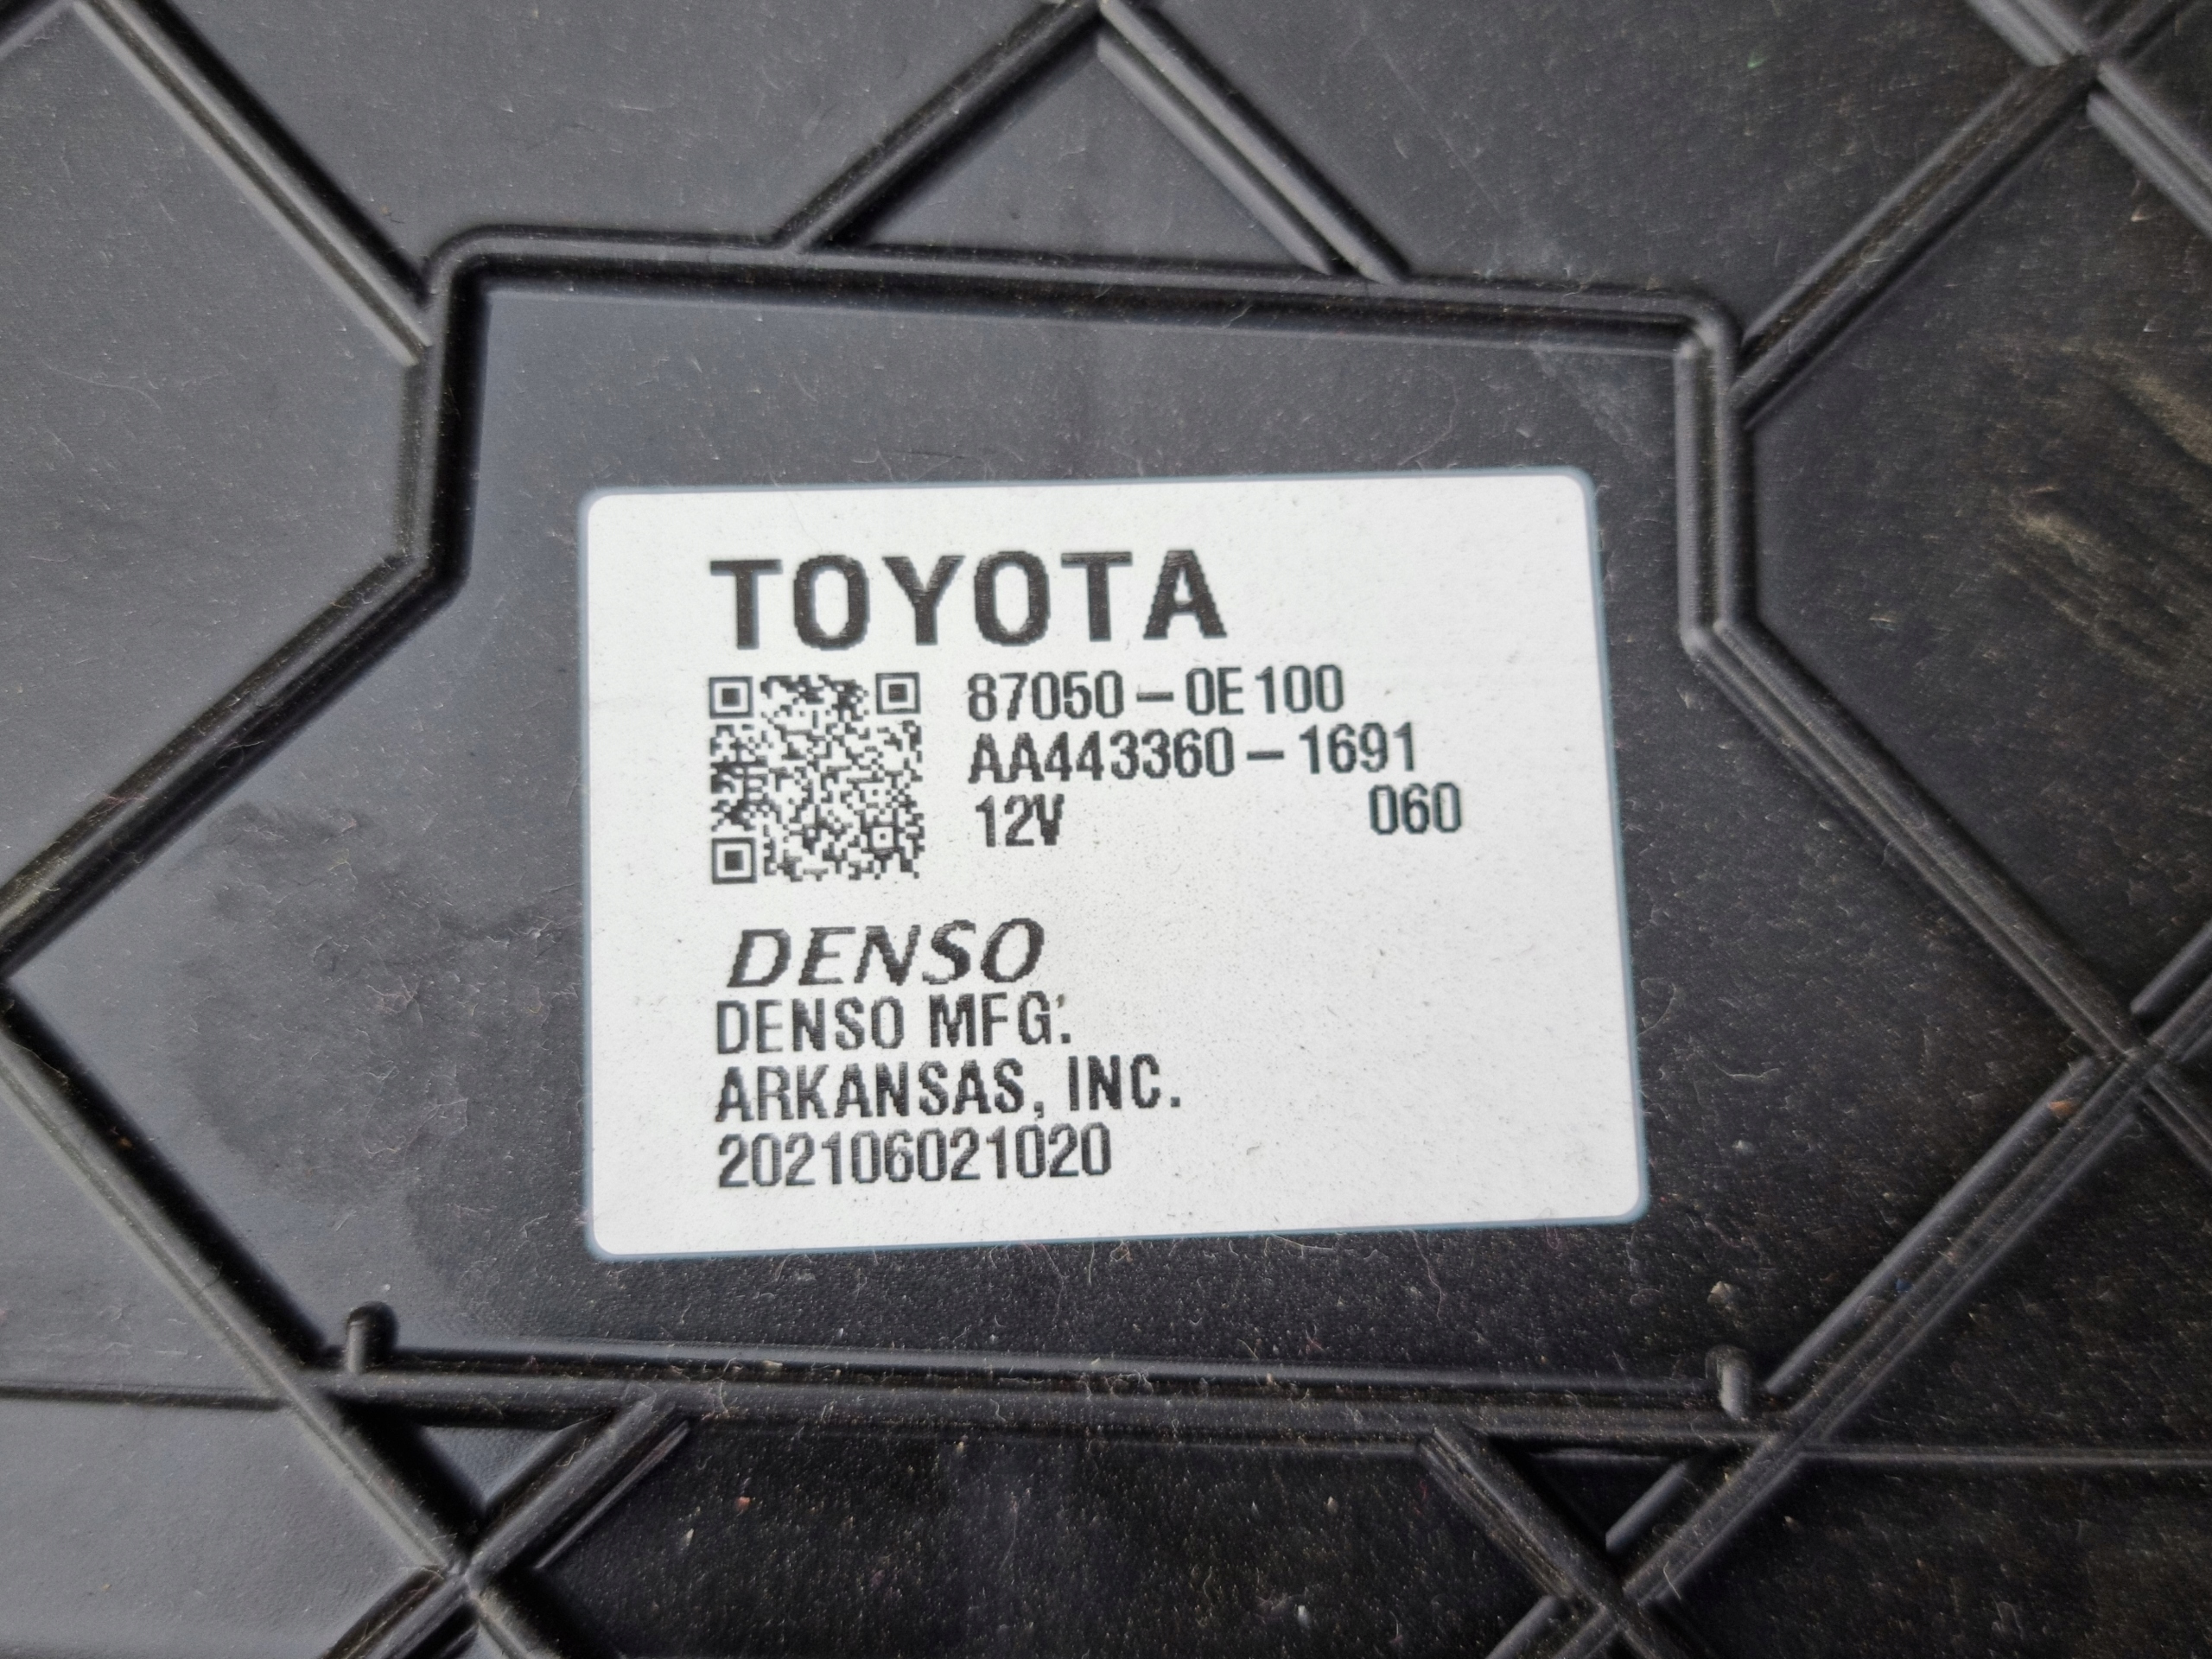 TOYOTA
87050-0E100
AA443360-1691
12V 060
DENSO
DENSO MFG.
ARKANSAS, INC.
202106021020